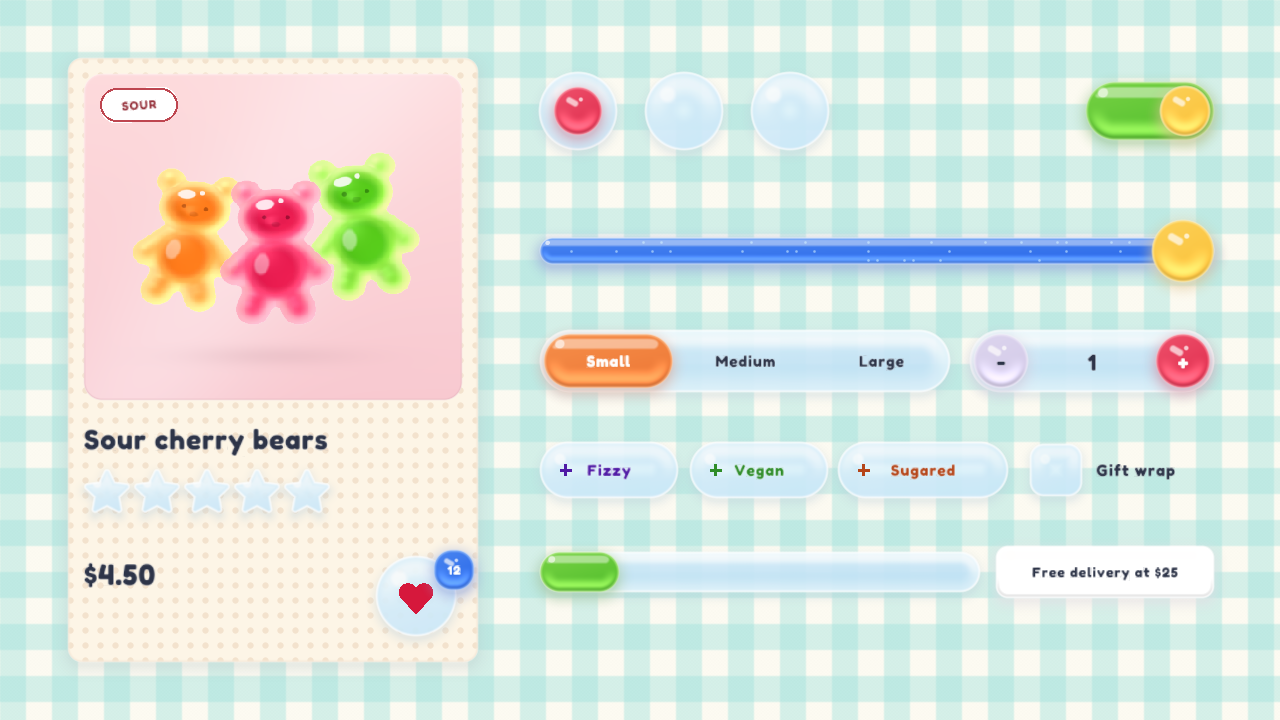 SOUR
Sour cherry bears
$4.50
12
Small Medium Large
- 1 +
+ Fizzy + Vegan + Sugared Gift wrap
Free delivery at $25